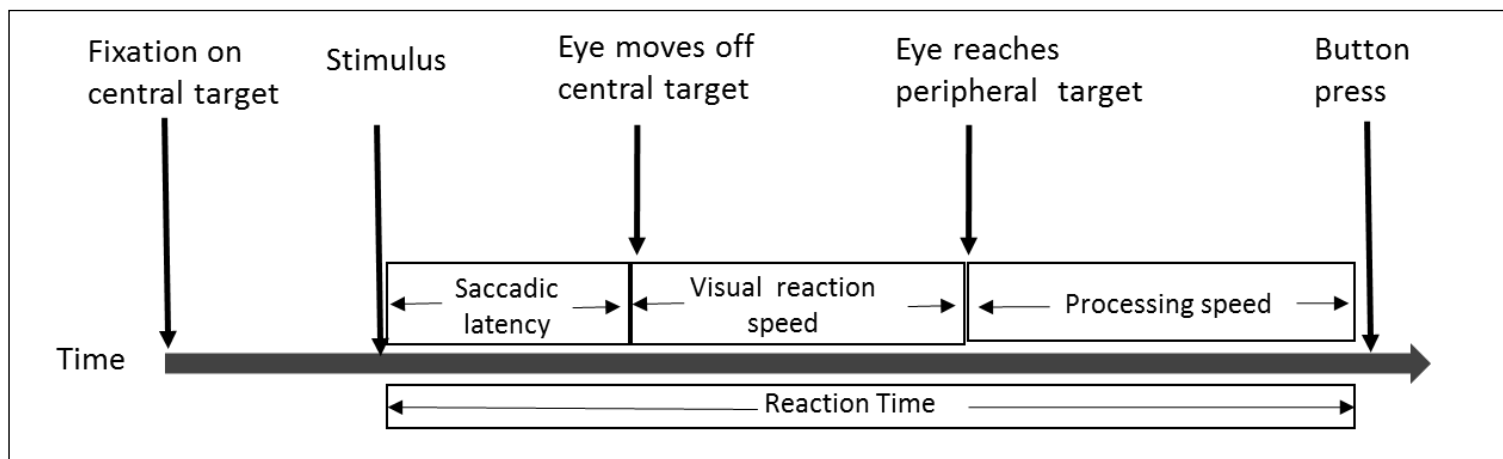 Fixation on
central target
Stimulus
Eye moves off
central target
Eye reaches
peripheral target
Button
press
Saccadic
latency
Visual reaction
speed
Processing speed
Time
Reaction Time